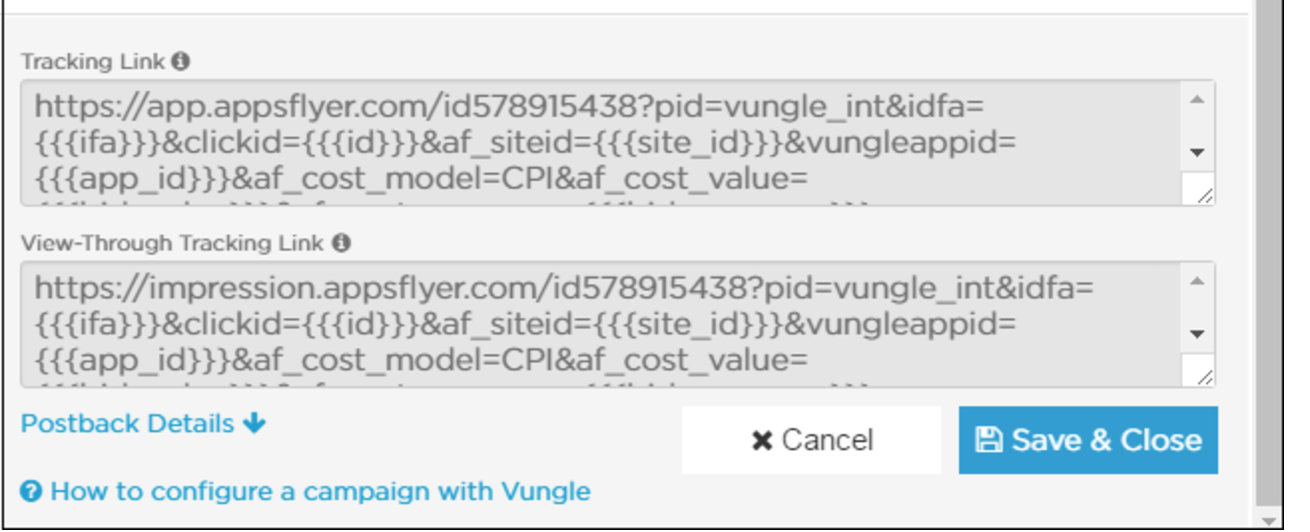 Tracking Link
https://app.appsflyer.com/id578915438?pid=vungle_int&idfa=
{{{ifa}}}&clickid={{{id}}}&af_siteid={{{site_id}}}&vungleappid=
{{{app_id}}}&af_cost_model=CPI&af_cost_value=
View-Through Tracking Link
https://impression.appsflyer.com/id578915438?pid=vungle_int&idfa=
{{{ifa}}}&clickid={{{id}}}&af_siteid={{{site_id}}}&vungleappid=
{{{app_id}}}&af_cost_model=CPI&af_cost_value=
Postback Details
Cancel
Save & Close
How to configure a campaign with Vungle